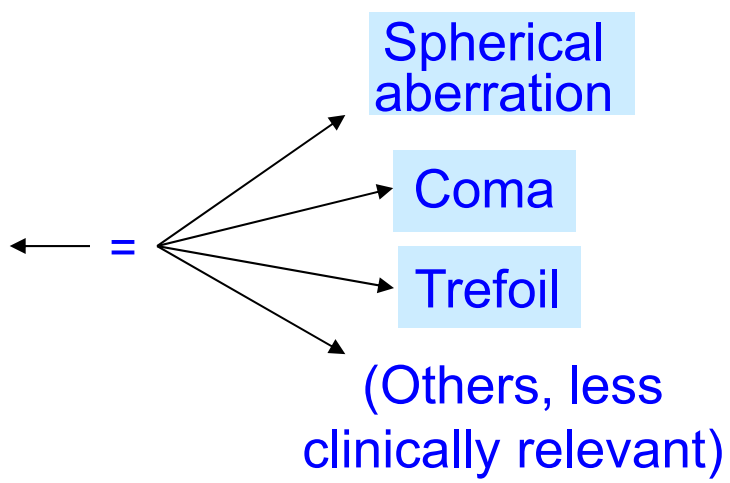 Spherical
aberration
Coma
=
Trefoil
(Others, less
clinically relevant)